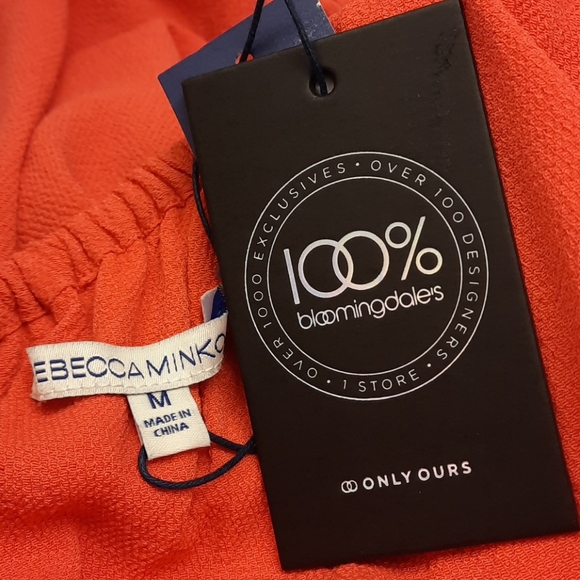 EBECCAMINKO
M
MADE IN
CHINA
OVER 1000 EXCLUSIVES • OVER 100 DESIGNERS • 1 STORE •
100%
bloomingdale's
ONLY OURS